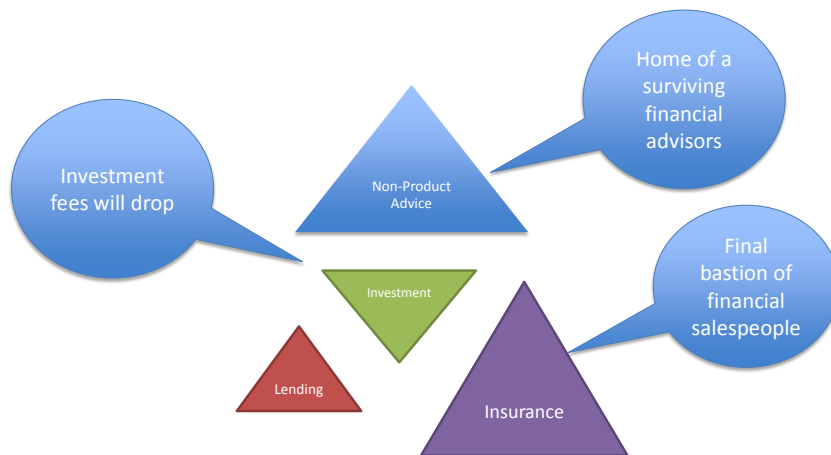 Home of a
surviving
financial
advisors
Investment
fees will drop
Non-Product
Advice
Final
bastion of
financial
salespeople
Investment
Lending
Insurance